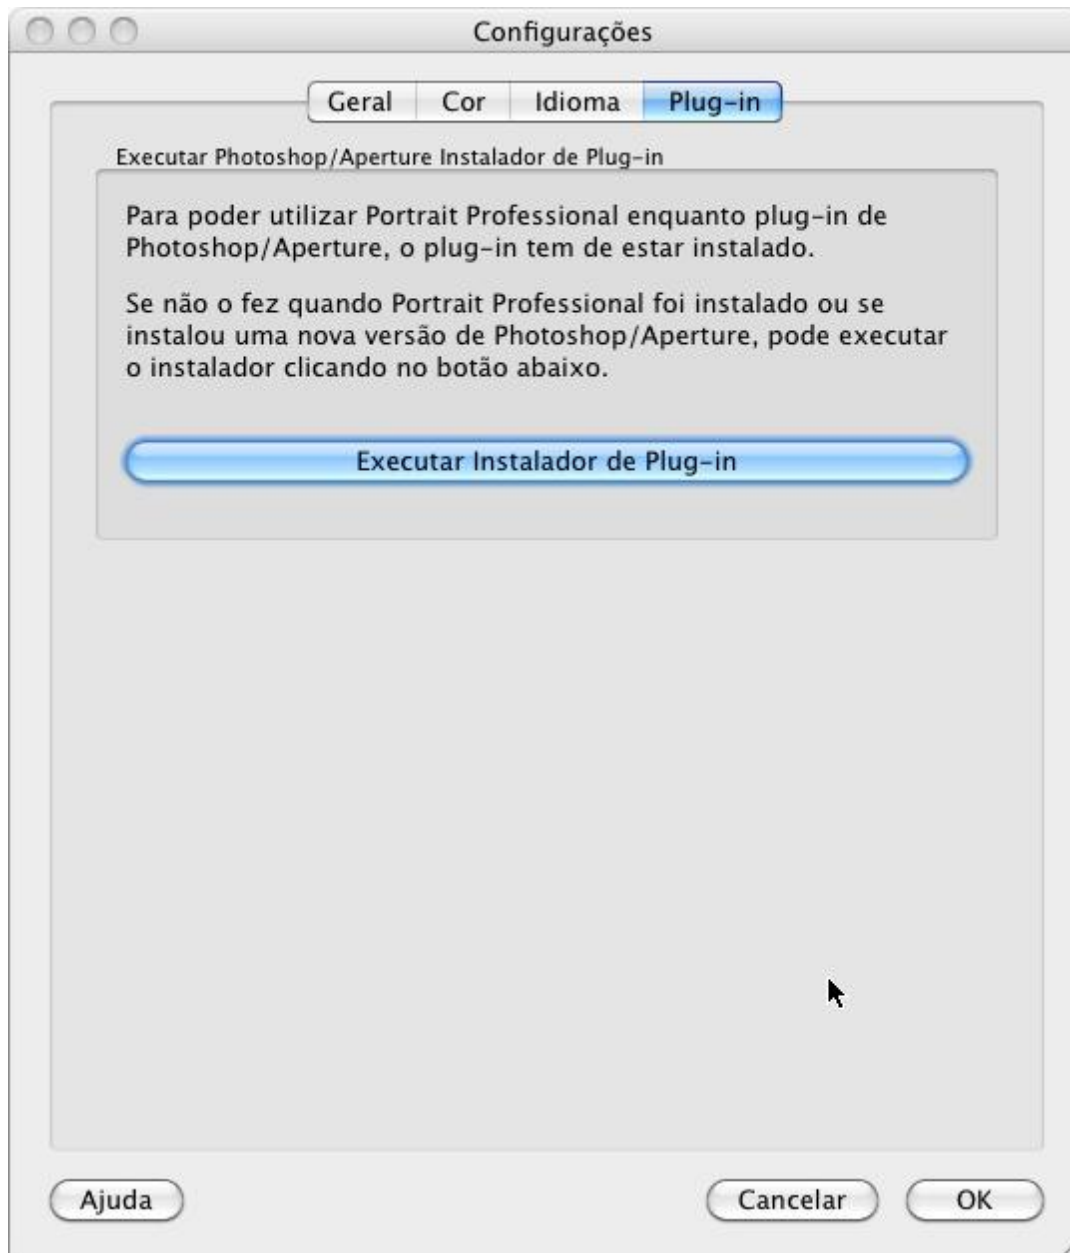 Configurações
Geral Cor Idioma Plug-in
Executar Photoshop/Aperture Instalador de Plug-in
Para poder utilizar Portrait Professional enquanto plug-in de
Photoshop/Aperture, o plug-in tem de estar instalado.
Se não o fez quando Portrait Professional foi instalado ou se
instalou uma nova versão de Photoshop/Aperture, pode executar
o instalador clicando no botão abaixo.
Executar Instalador de Plug-in
Ajuda Cancelar OK